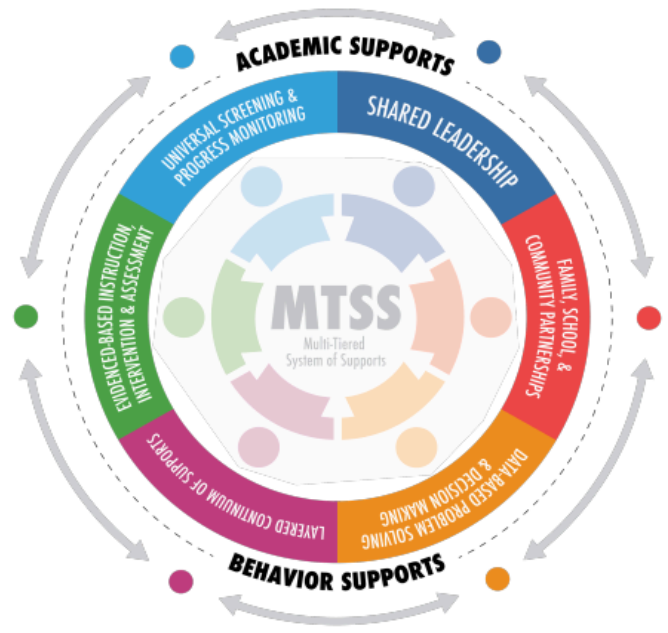 ACADEMIC SUPPORTS
UNIVERSAL SCREENING &
PROGRESS MONITORING
SHARED LEADERSHIP
EVIDENCED-BASED INSTRUCTION,
INTERVENTION & ASSESSMENT
FAMILY, SCHOOL, &
COMMUNITY PARTNERSHIPS
MTSS
Multi-Tiered
System of Supports
LAYERED CONTINUUM OF SUPPORTS
DATA-BASED PROBLEM SOLVING
& DECISION MAKING
BEHAVIOR SUPPORTS